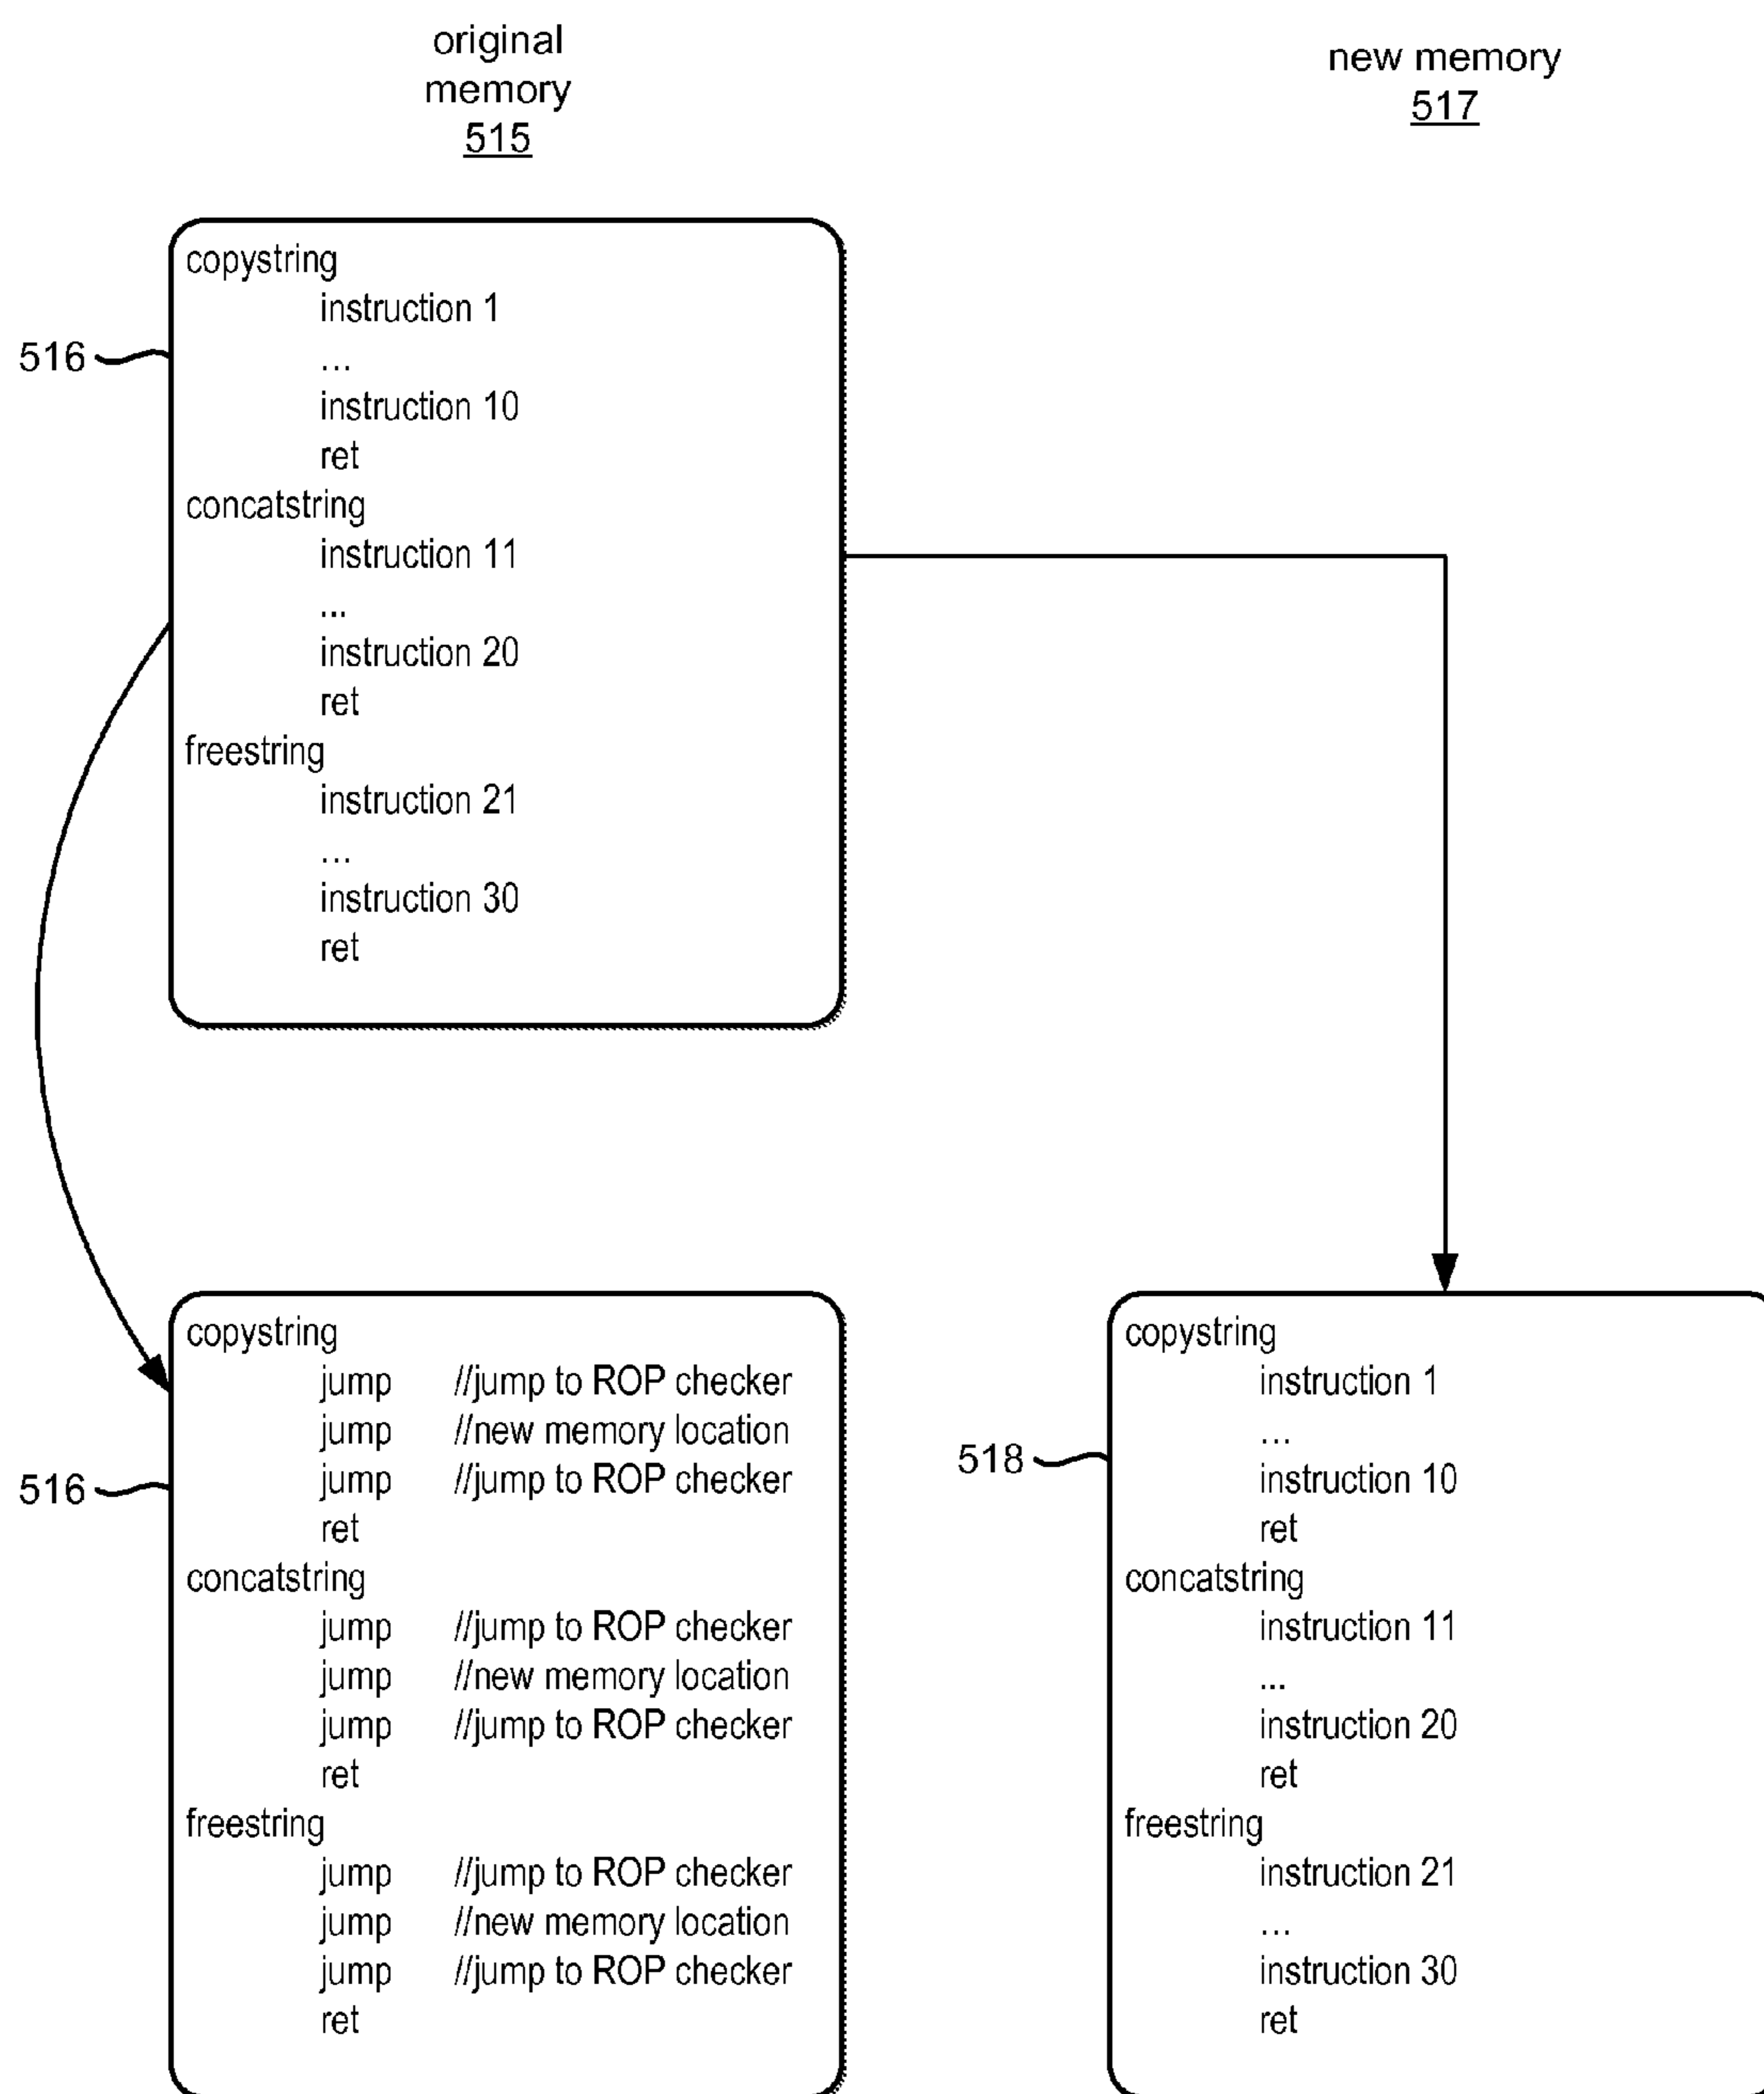 original
memory
515
new memory
517
copystring
instruction 1
...
instruction 10
ret
concatstring
instruction 11
...
instruction 20
ret
freestring
instruction 21
...
instruction 30
ret
516
copystring
jump //jump to ROP checker
jump //new memory location
jump //jump to ROP checker
ret
concatstring
jump //jump to ROP checker
jump //new memory location
jump //jump to ROP checker
ret
freestring
jump //jump to ROP checker
jump //new memory location
jump //jump to ROP checker
ret
516
copystring
instruction 1
...
instruction 10
ret
concatstring
instruction 11
...
instruction 20
ret
freestring
instruction 21
...
instruction 30
ret
518